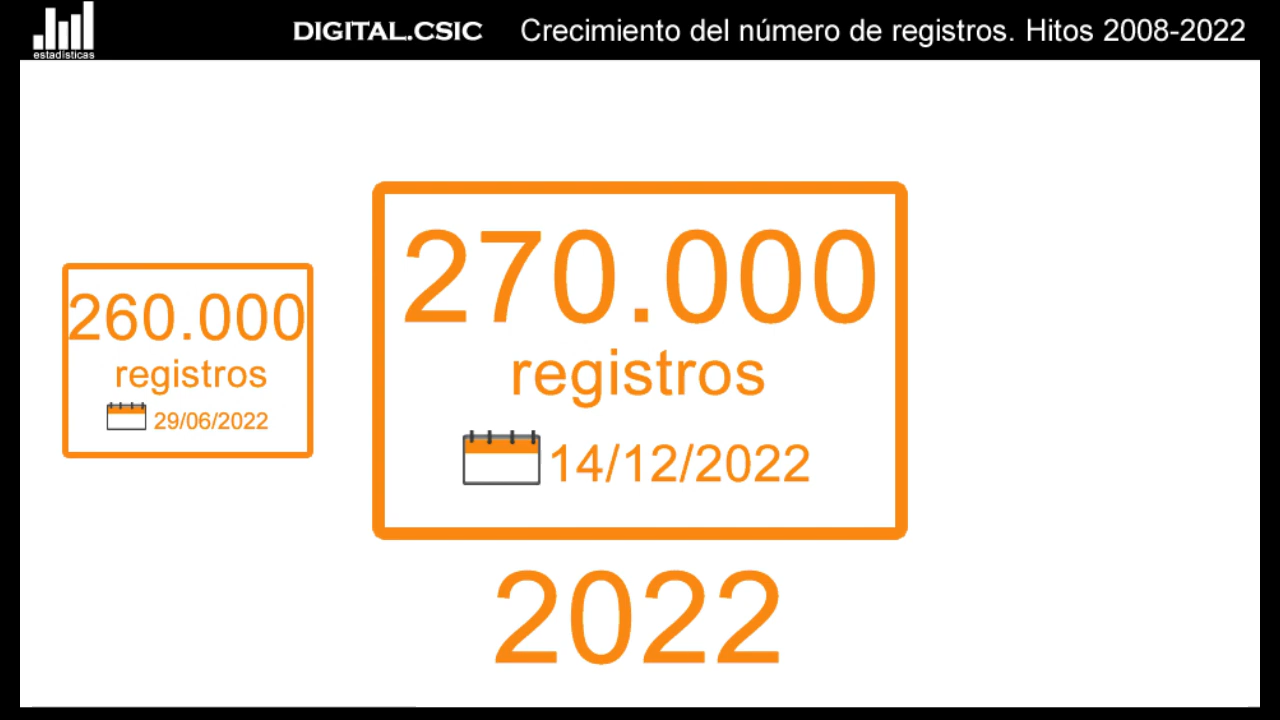 estadísticas
DIGITAL.CSIC Crecimiento del número de registros. Hitos 2008-2022
260.000
registros
29/06/2022
270.000
registros
14/12/2022
2022